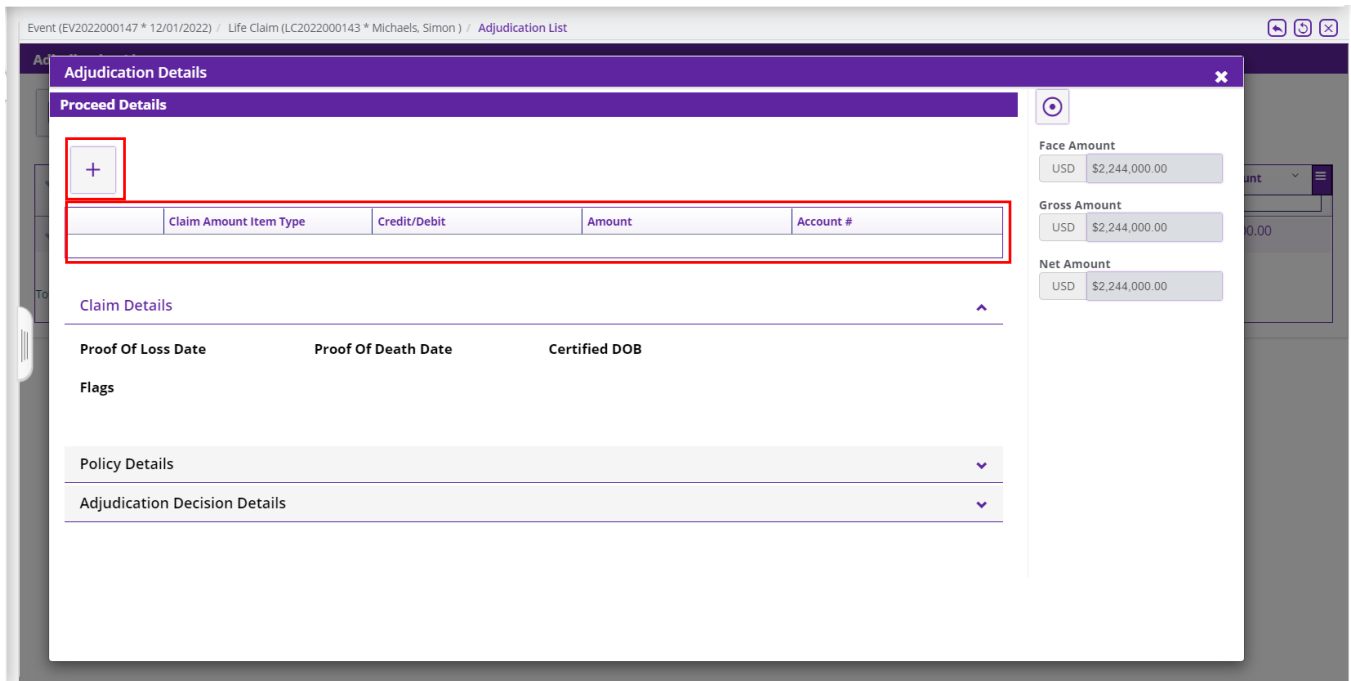 Event (EV2022000147 * 12/01/2022) / Life Claim (LC2022000143 * Michaels, Simon ) / Adjudication List
Adjudication Details
Proceed Details
Face Amount
USD $2,244,000.00
+
Claim Amount Item Type Credit/Debit Amount Account #
Gross Amount
USD $2,244,000.00
Net Amount
USD $2,244,000.00
Claim Details
Proof Of Loss Date Proof Of Death Date Certified DOB
Flags
Policy Details
Adjudication Decision Details